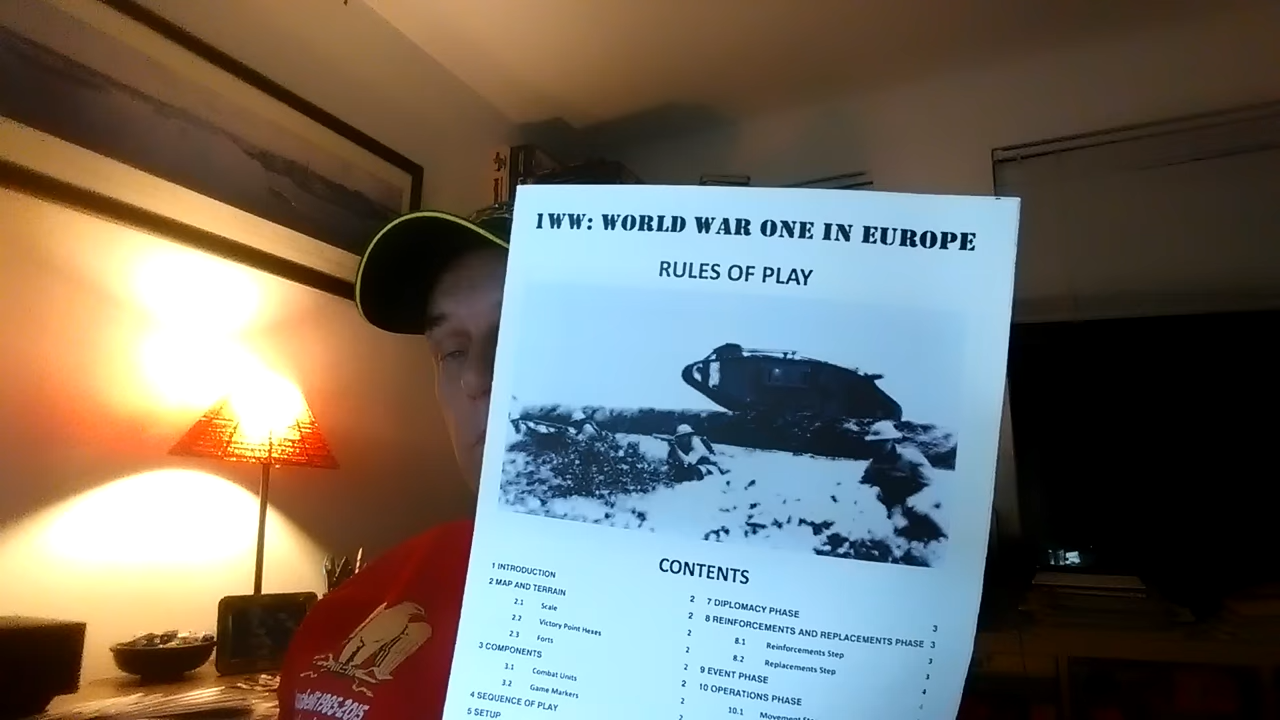 1WW: WORLD WAR ONE IN EUROPE
RULES OF PLAY
CONTENTS
1 INTRODUCTION 2
2 MAP AND TERRAIN 2
2.1 Scale 2
2.2 Victory Point Hexes 2
2.3 Forts 2
3 COMPONENTS 2
3.1 Combat Units 2
3.2 Game Markers
4 SEQUENCE OF PLAY
5 SETUP
7 DIPLOMACY PHASE 3
8 REINFORCEMENTS AND REPLACEMENTS PHASE 3
8.1 Reinforcements Step 3
8.2 Replacements Step 3
9 EVENT PHASE 4
10 OPERATIONS PHASE 4
10.1 Movement
1985-2015